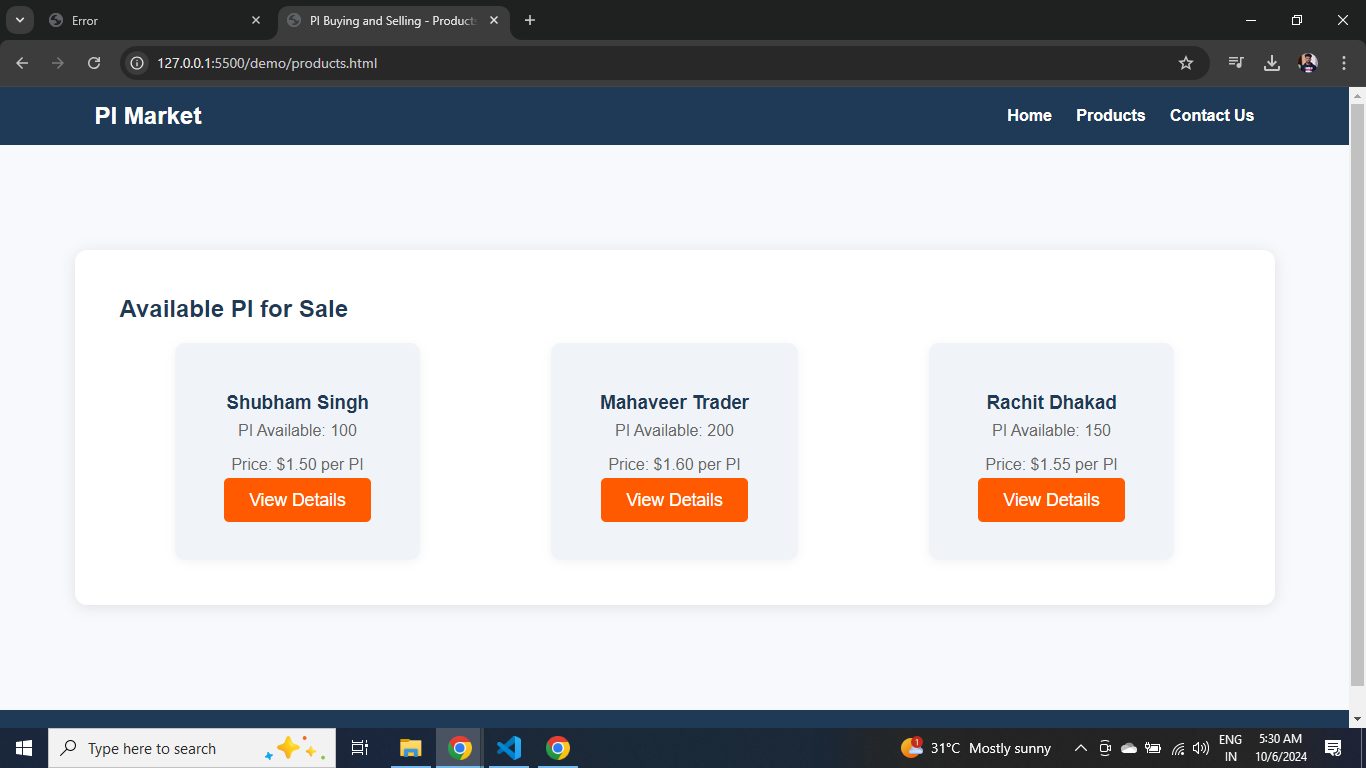 Error
PI Buying and Selling - Products
127.0.0.1:5500/demo/products.html
PI Market
Home Products Contact Us
Available PI for Sale
Shubham Singh
PI Available: 100
Price: $1.50 per PI
View Details
Mahaveer Trader
PI Available: 200
Price: $1.60 per PI
View Details
Rachit Dhakad
PI Available: 150
Price: $1.55 per PI
View Details
Type here to search
1
31°C Mostly sunny
ENG
IN
5:30 AM
10/6/2024